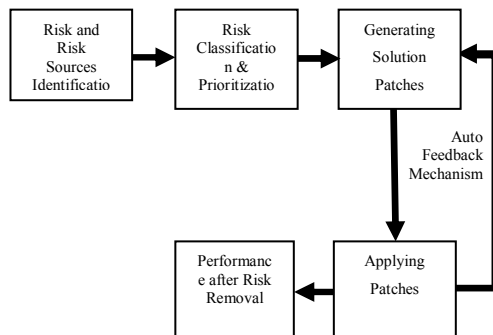 Risk and
Risk
Sources
Identificatio
Risk
Classificatio
n &
Prioritizatio
Generating
Solution
Patches
Auto
Feedback
Mechanism
Performanc
e after Risk
Removal
Applying
Patches